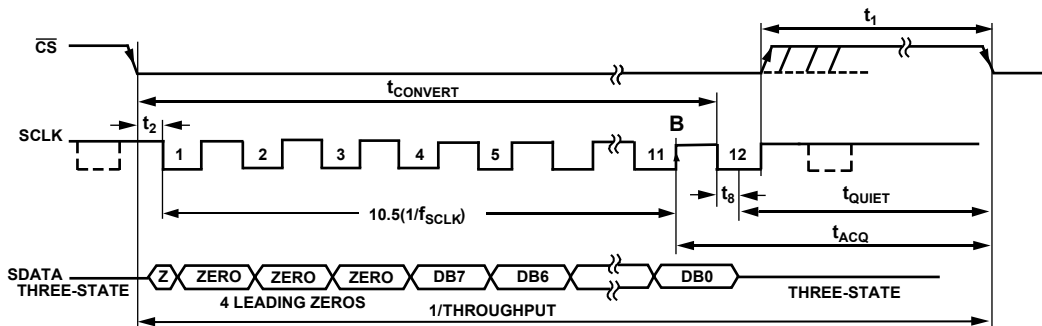 t1
CS
tCONVERT
t2
SCLK
B
1 2 3 4 5 11 12
t8
tQUIET
10.5(1/fSCLK)
tACQ
SDATA Z ZERO ZERO ZERO DB7 DB6 DB0
THREE-STATE THREE-STATE
4 LEADING ZEROS
1/THROUGHPUT